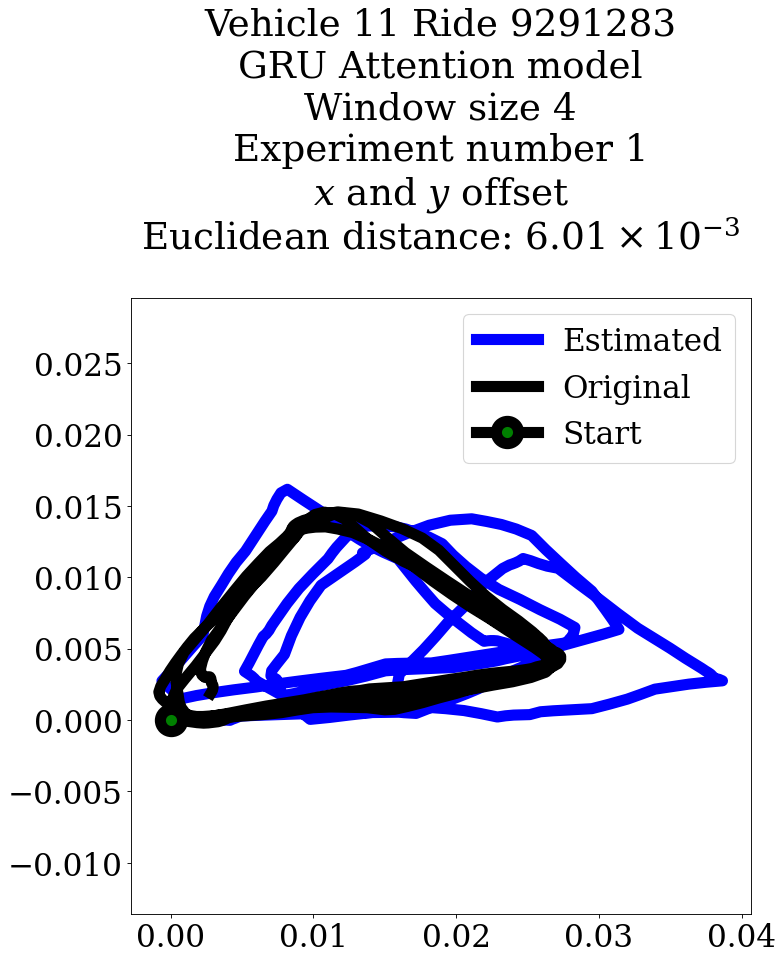 Vehicle 11 Ride 9291283
GRU Attention model
Window size 4
Experiment number 1
x and y offset
Euclidean distance: 6.01 × 10⁻³
Estimated
Original
Start
0.025
0.020
0.015
0.010
0.005
0.000
−0.005
−0.010
0.00 0.01 0.02 0.03 0.04